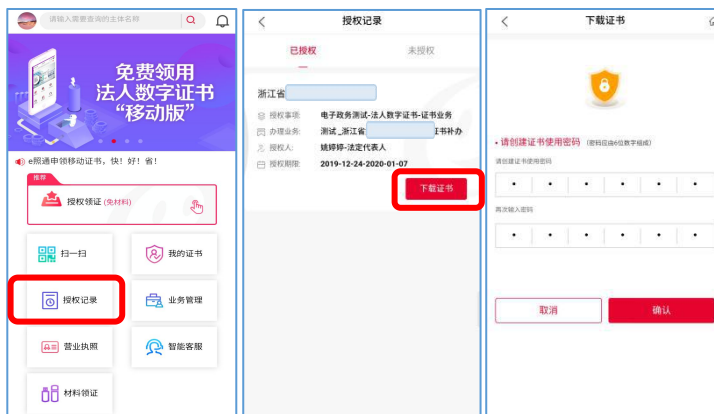 请输入需要查询的主体名称
免费领用
法人数字证书
“移动版”
e照通申领移动证书，快！好！省！
推荐
授权领证 (免材料)
扫一扫
我的证书
授权记录
业务管理
营业执照
智能客服
材料领证
授权记录
已授权
未授权
浙江省
授权事项: 电子政务测试-法人数字证书-证书业务
办理业务: 测试_浙江省 证书补办
授权人: 姚婷婷-法定代表人
授权期限: 2019-12-24-2020-01-07
下载证书
下载证书
• 请创建证书使用密码 (密码应由6位数字组成)
请创建证书使用密码
再次输入密码
取消
确认